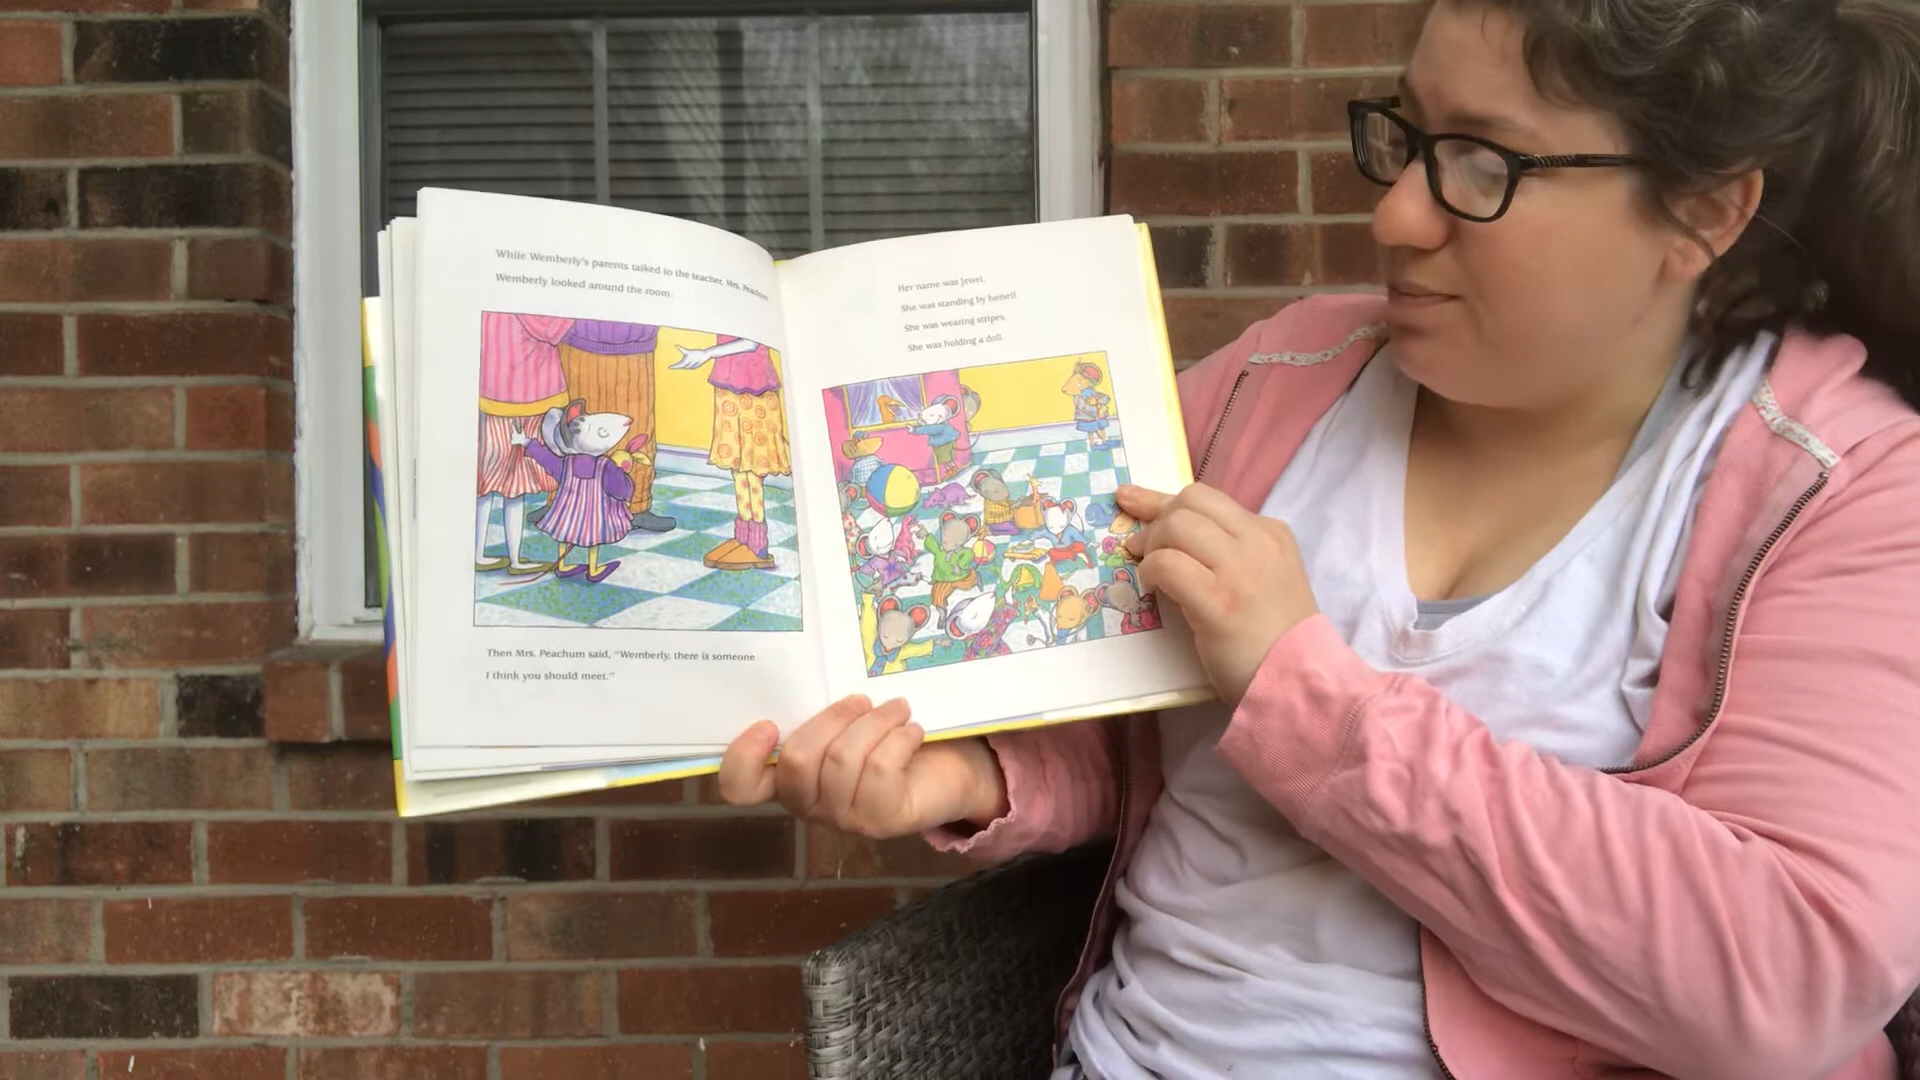 While Wemberly's parents talked to the teacher, Mrs. Peachum,
Wemberly looked around the room.
Then Mrs. Peachum said, "Wemberly, there is someone
I think you should meet."
Her name was Jewel.
She was standing by herself.
She was wearing stripes.
She was holding a doll.